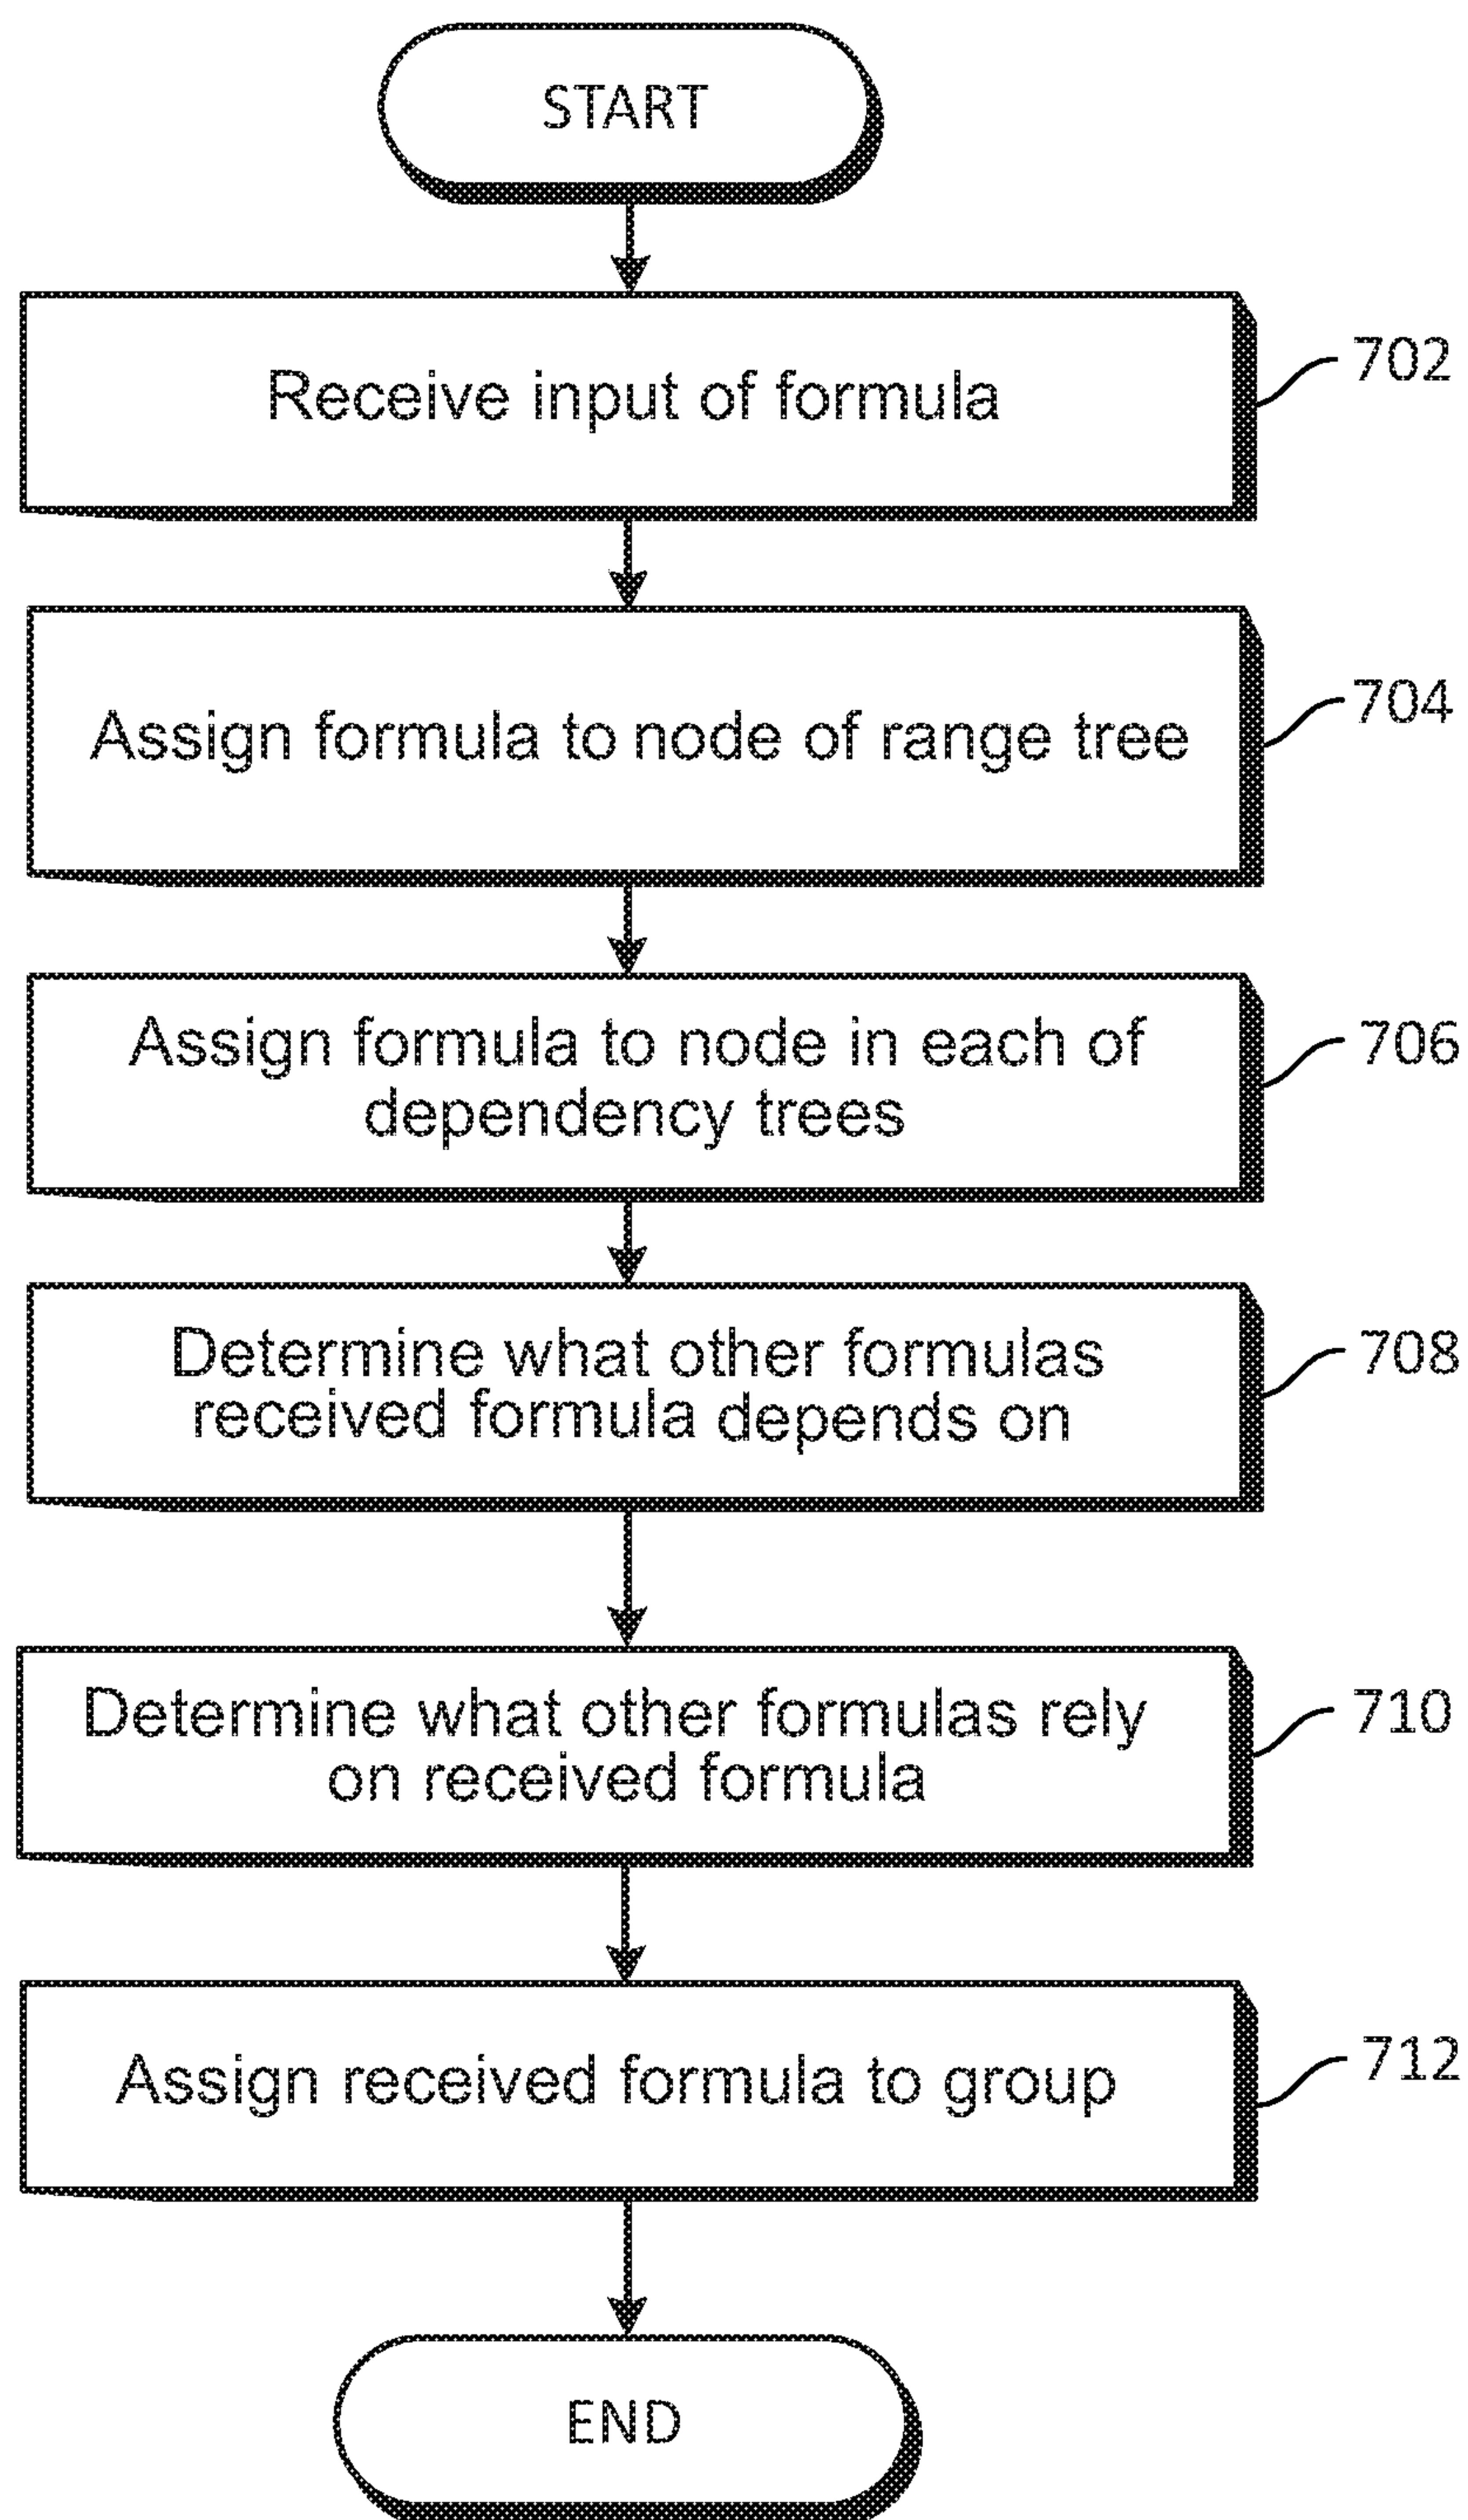 START
Receive input of formula
702
Assign formula to node of range tree
704
Assign formula to node in each of
dependency trees
706
Determine what other formulas
received formula depends on
708
Determine what other formulas rely
on received formula
710
Assign received formula to group
712
END